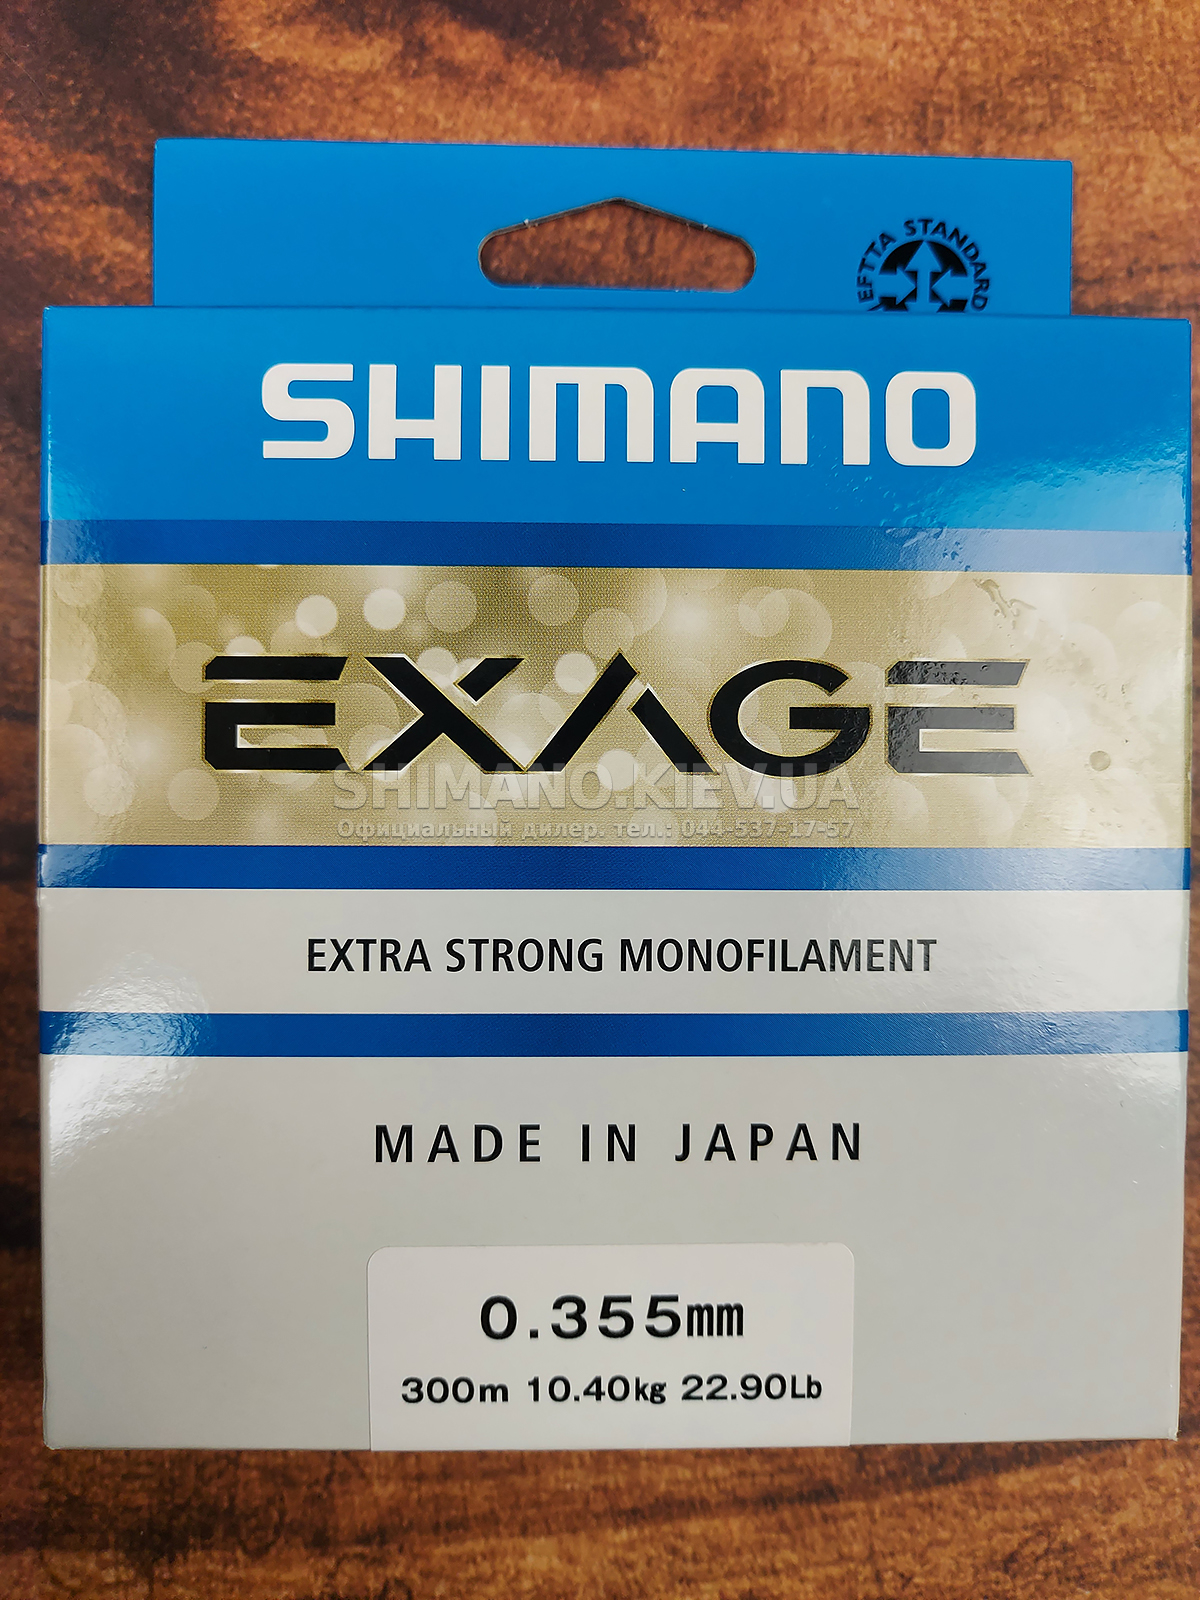 EFTTA STANDARD
SHIMANO
EXAGE
SHIMANO.KIEV.UA
Официальный дилер. тел.: 044-537-17-57
EXTRA STRONG MONOFILAMENT
MADE IN JAPAN
0.355mm
300m 10.40kg 22.90Lb